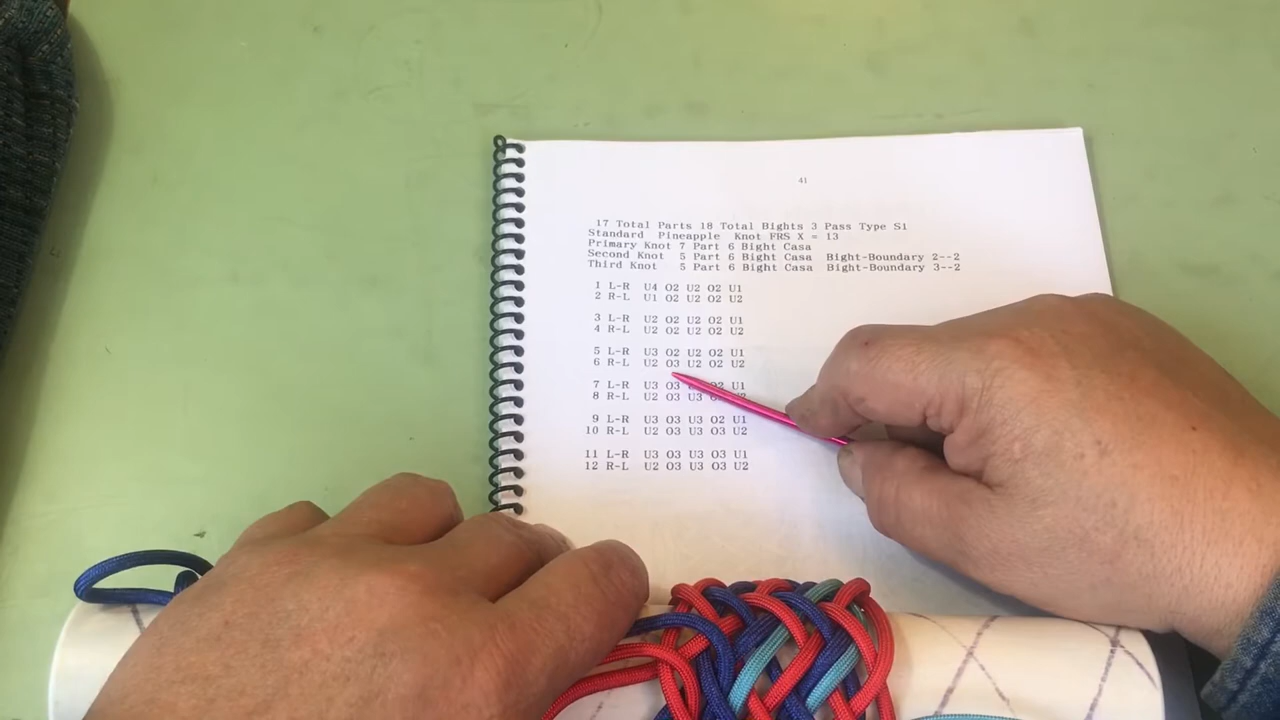 41
17 Total Parts 18 Total Bights 3 Pass Type S1
Standard Pineapple Knot FRS X = 13
Primary Knot 7 Part 6 Bight Casa
Second Knot 5 Part 6 Bight Casa Bight-Boundary 2--2
Third Knot 5 Part 6 Bight Casa Bight-Boundary 3--2
1 L-R U4 O2 U2 O2 U1
2 R-L U1 O2 U2 O2 U2
3 L-R U2 O2 U2 O2 U1
4 R-L U2 O2 U2 O2 U2
5 L-R U3 O2 U2 O2 U1
6 R-L U2 O3 U2 O2 U2
7 L-R U3 O3 O2 U1
8 R-L U2 O3 U3
9 L-R U3 O3 U3 O2 U1
10 R-L U2 O3 U3 O3 U2
11 L-R U3 O3 U3 O3 U1
12 R-L U2 O3 U3 O3 U2